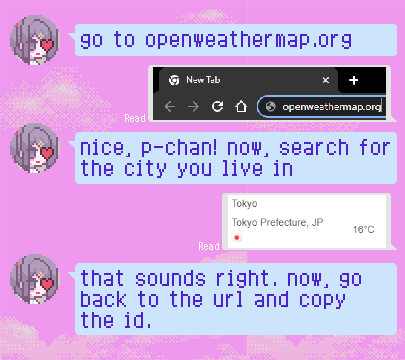 go to openweathermap.org
New Tab
openweathermap.org
Read
nice, p-chan! now, search for
the city you live in
Tokyo
Tokyo Prefecture, JP
16°C
Read
that sounds right. now, go
back to the url and copy
the id.